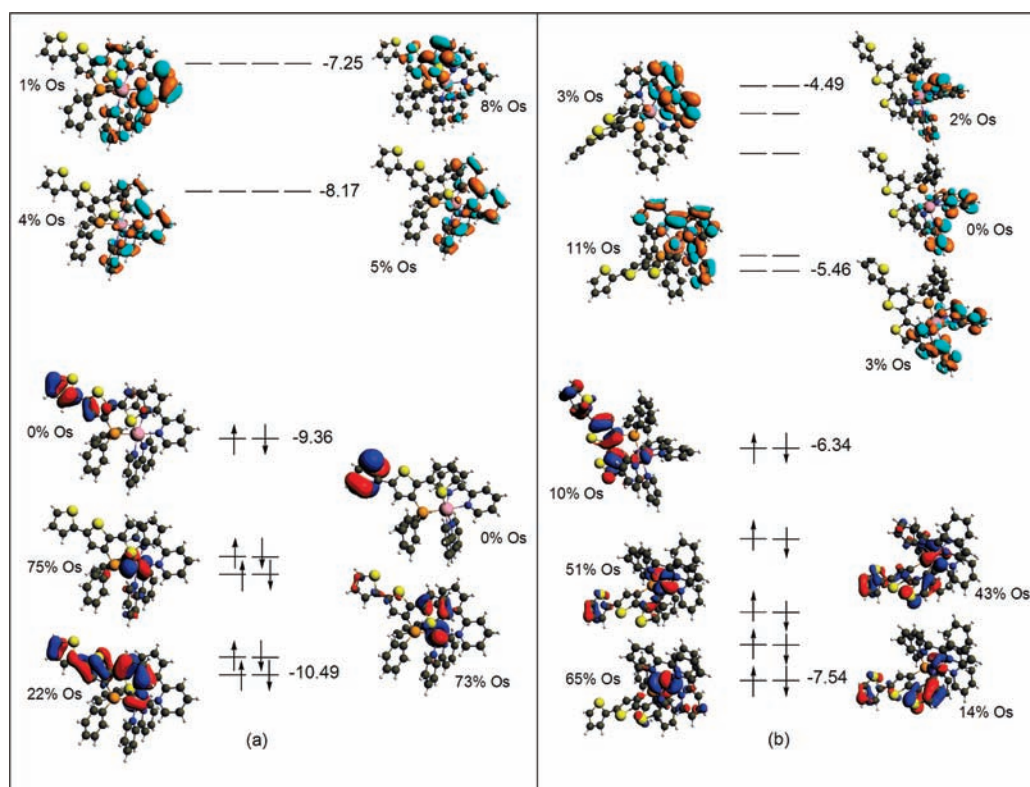 1% Os
-7.25
8% Os
4% Os
-8.17
5% Os
0% Os
-9.36
0% Os
75% Os
73% Os
22% Os
-10.49
(a)
3% Os
-4.49
2% Os
0% Os
11% Os
-5.46
3% Os
10% Os
-6.34
51% Os
43% Os
65% Os
-7.54
14% Os
(b)